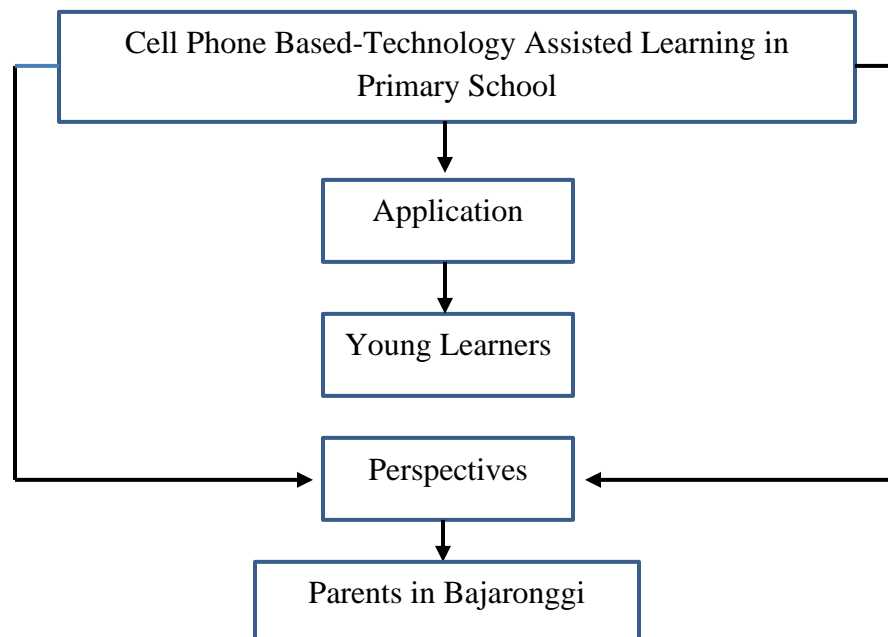 Cell Phone Based-Technology Assisted Learning in
Primary School
Application
Young Learners
Perspectives
Parents in Bajaronggi